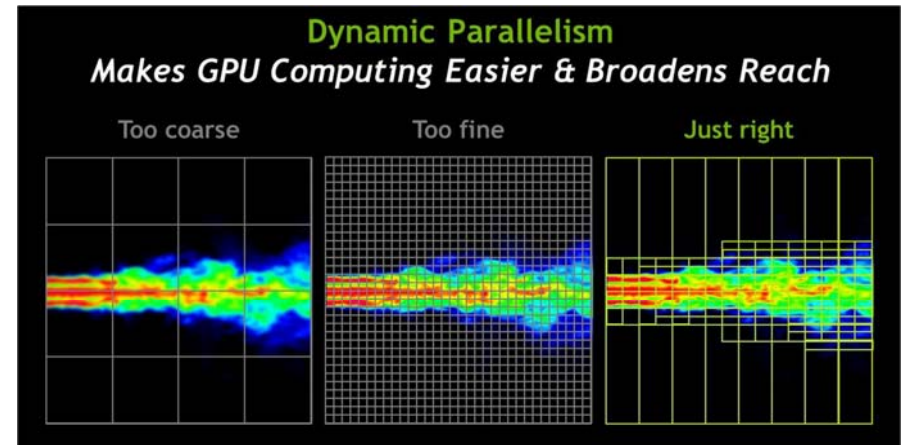 Dynamic Parallelism
Makes GPU Computing Easier & Broadens Reach
Too coarse
Too fine
Just right